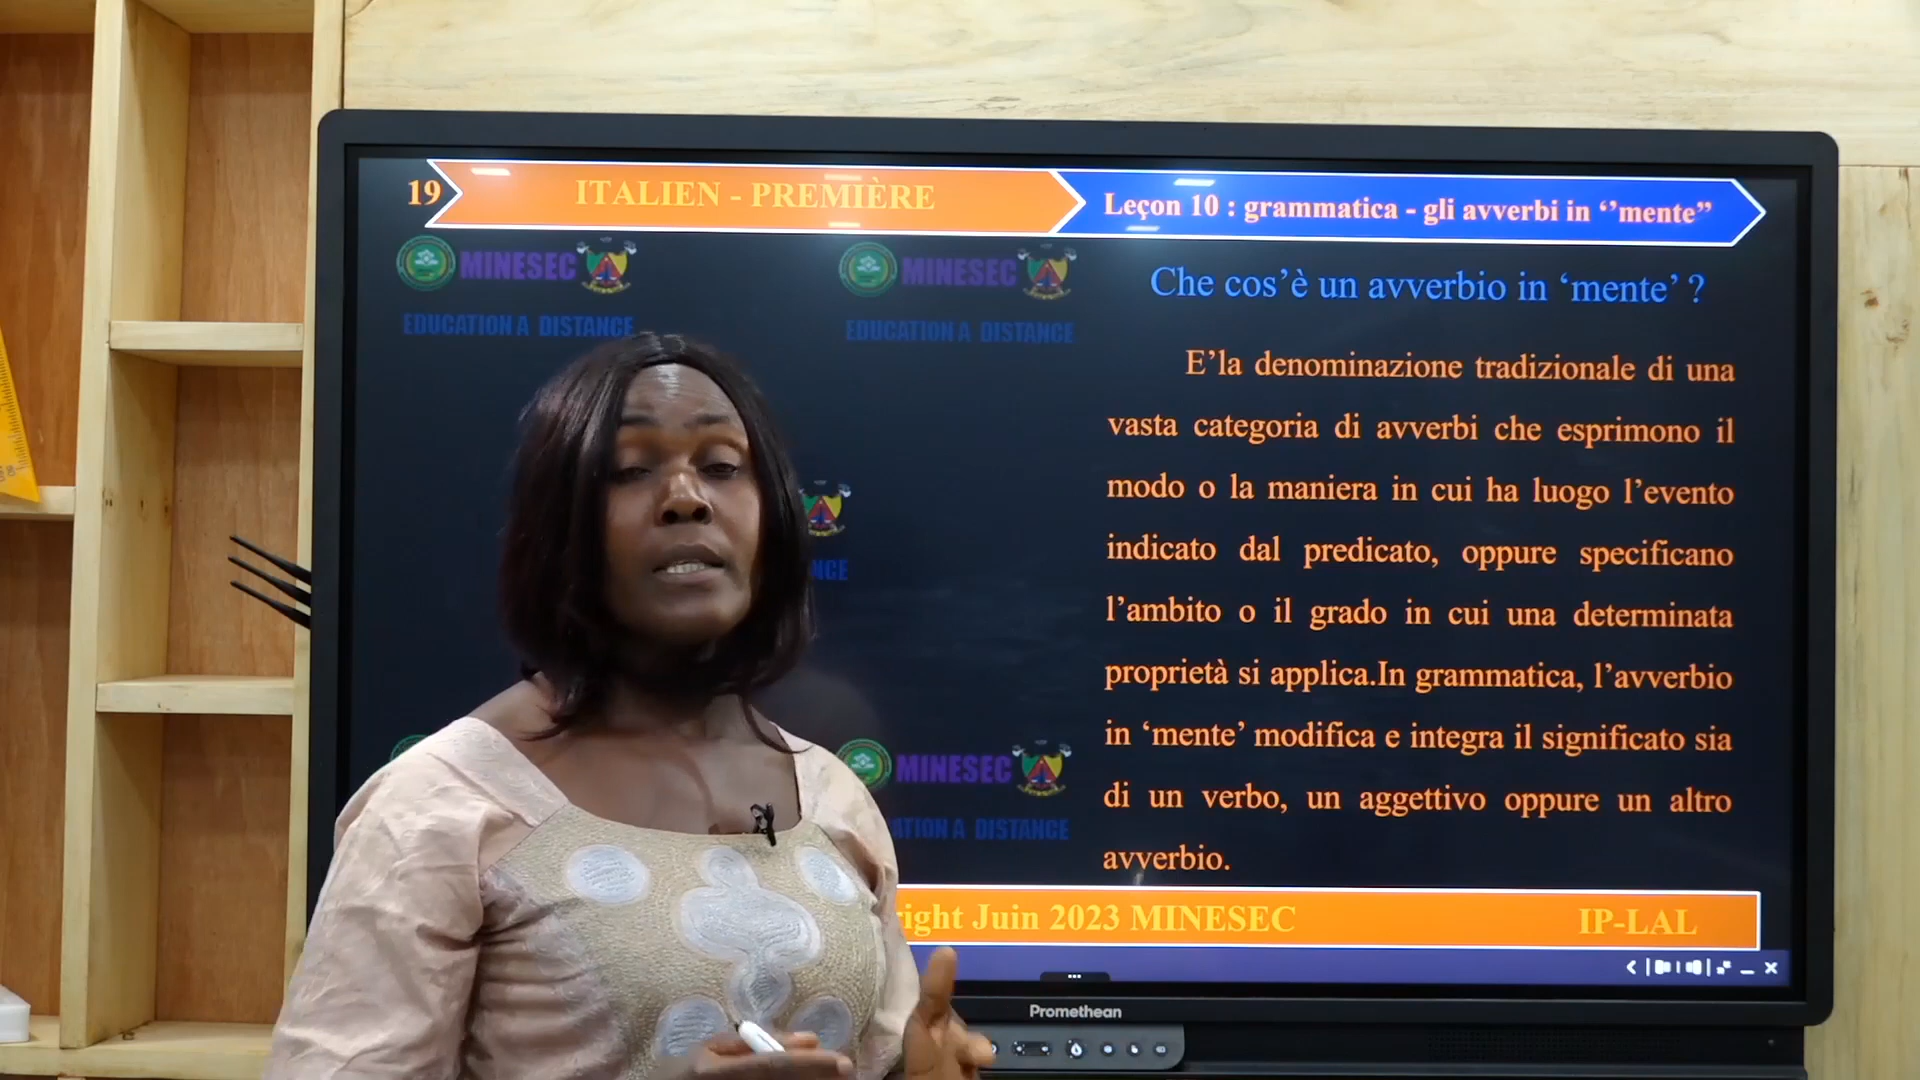 19
ITALIEN - PREMIÈRE
Leçon 10 : grammatica - gli avverbi in ‘’mente”
MINESEC
EDUCATION A DISTANCE
MINESEC
EDUCATION A DISTANCE
Che cos’è un avverbio in ‘mente’ ?
E’la denominazione tradizionale di una
vasta categoria di avverbi che esprimono il
modo o la maniera in cui ha luogo l’evento
indicato dal predicato, oppure specificano
l’ambito o il grado in cui una determinata
proprietà si applica.In grammatica, l’avverbio
in ‘mente’ modifica e integra il significato sia
di un verbo, un aggettivo oppure un altro
avverbio.
MINESEC
A DISTANCE
Juin 2023 MINESEC
IP-LAL
Promethean